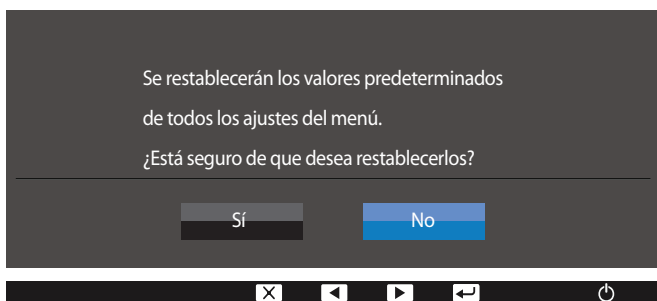 Se restablecerán los valores predeterminados
de todos los ajustes del menú.
¿Está seguro de que desea restablecerlos?
Sí No